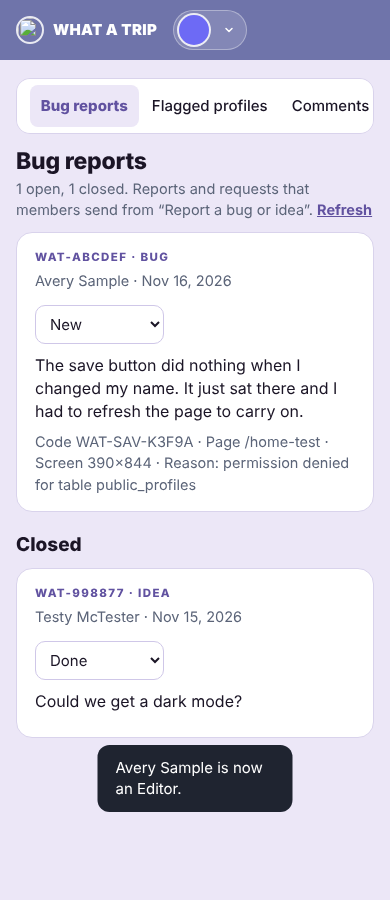 WHAT A TRIP
Bug reports Flagged profiles Comments
Bug reports
1 open, 1 closed. Reports and requests that
members send from “Report a bug or idea”. Refresh
WAT-ABCDEF · BUG
Avery Sample · Nov 16, 2026
New
The save button did nothing when I
changed my name. It just sat there and I
had to refresh the page to carry on.
Code WAT-SAV-K3F9A · Page /home-test ·
Screen 390×844 · Reason: permission denied
for table public_profiles
Closed
WAT-998877 · IDEA
Testy McTester · Nov 15, 2026
Done
Could we get a dark mode?
Avery Sample is now
an Editor.